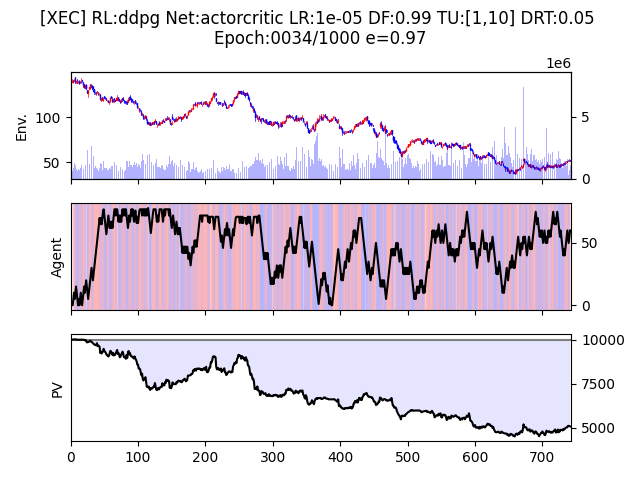 [XEC] RL:ddpg Net:actorcritic LR:1e-05 DF:0.99 TU:[1,10] DRT:0.05
Epoch:0034/1000 e=0.97
1e6
Env.
100
50
5
0
Agent
50
0
PV
10000
7500
5000
0 100 200 300 400 500 600 700